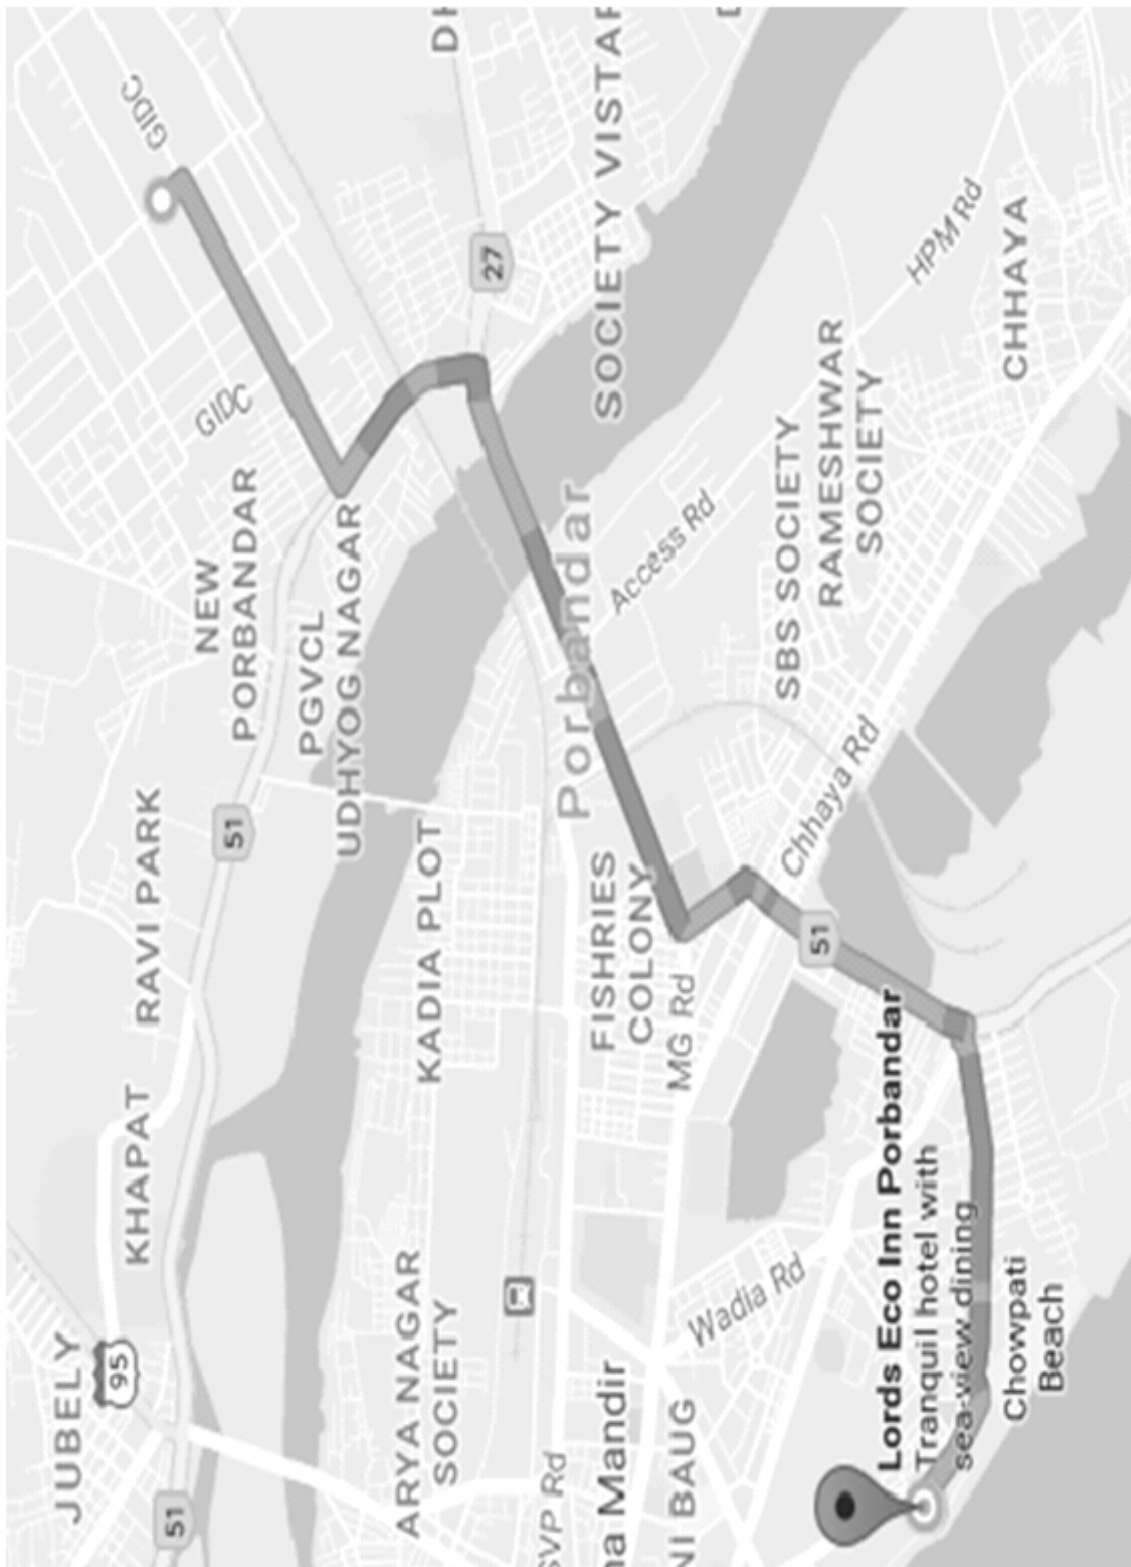 JUBELY
95
51
KHAPAT
RAVI PARK
51
NEW
PORBANDAR
PGVCL
UDHYOG NAGAR
GIDC
GIDC
ARYA NAGAR
SOCIETY
KADIA PLOT
27
SVP Rd
FISHRIES
COLONY
Porbandar
SOCIETY VISTAR
MG Rd
Access Rd
Wadia Rd
SBS SOCIETY
RAMESHWAR
SOCIETY
HPM Rd
CHHAYA
Chhaya Rd
51
Lords Eco Inn Porbandar
Tranquil hotel with
sea-view dining
Chowpati
Beach
Mandir
BAUG